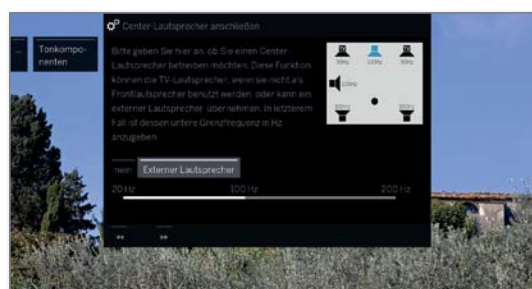 Center-Lautsprecher anschließen
...
Tonkompo-
nenten
Bitte geben Sie hier an, ob Sie einen Center-
Lautsprecher betreiben möchten. Diese Funktion
können die TV-Lautsprecher, wenn sie nicht als
Frontlautsprecher benutzt werden, oder kann ein
externer Lautsprecher übernehmen. In letzterem
Fall ist dessen untere Grenzfrequenz in Hz
anzugeben.
nein Externer Lautsprecher
20 Hz 100 Hz 200 Hz